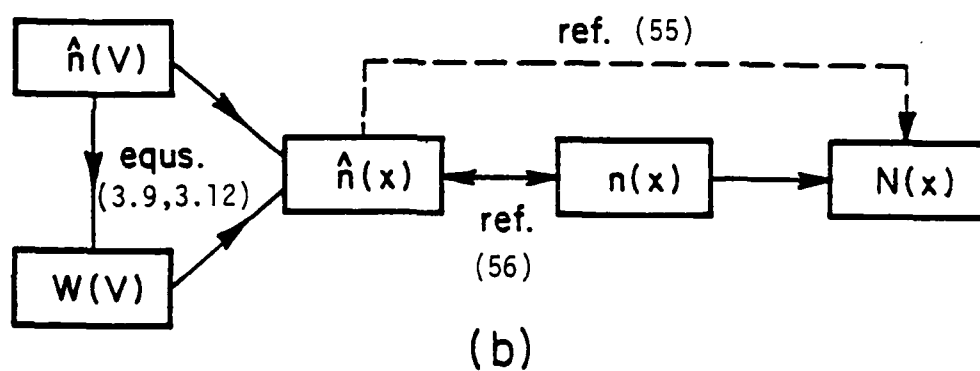 n̂(V)
ref. (55)
equs.
(3.9,3.12)
n̂(x)
n(x)
N(x)
ref.
(56)
W(V)
(b)